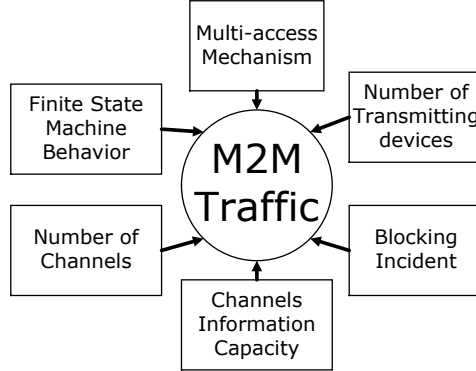 Multi-access
Mechanism
Finite State
Machine
Behavior
Number of
Transmitting
devices
M2M
Traffic
Number of
Channels
Blocking
Incident
Channels
Information
Capacity